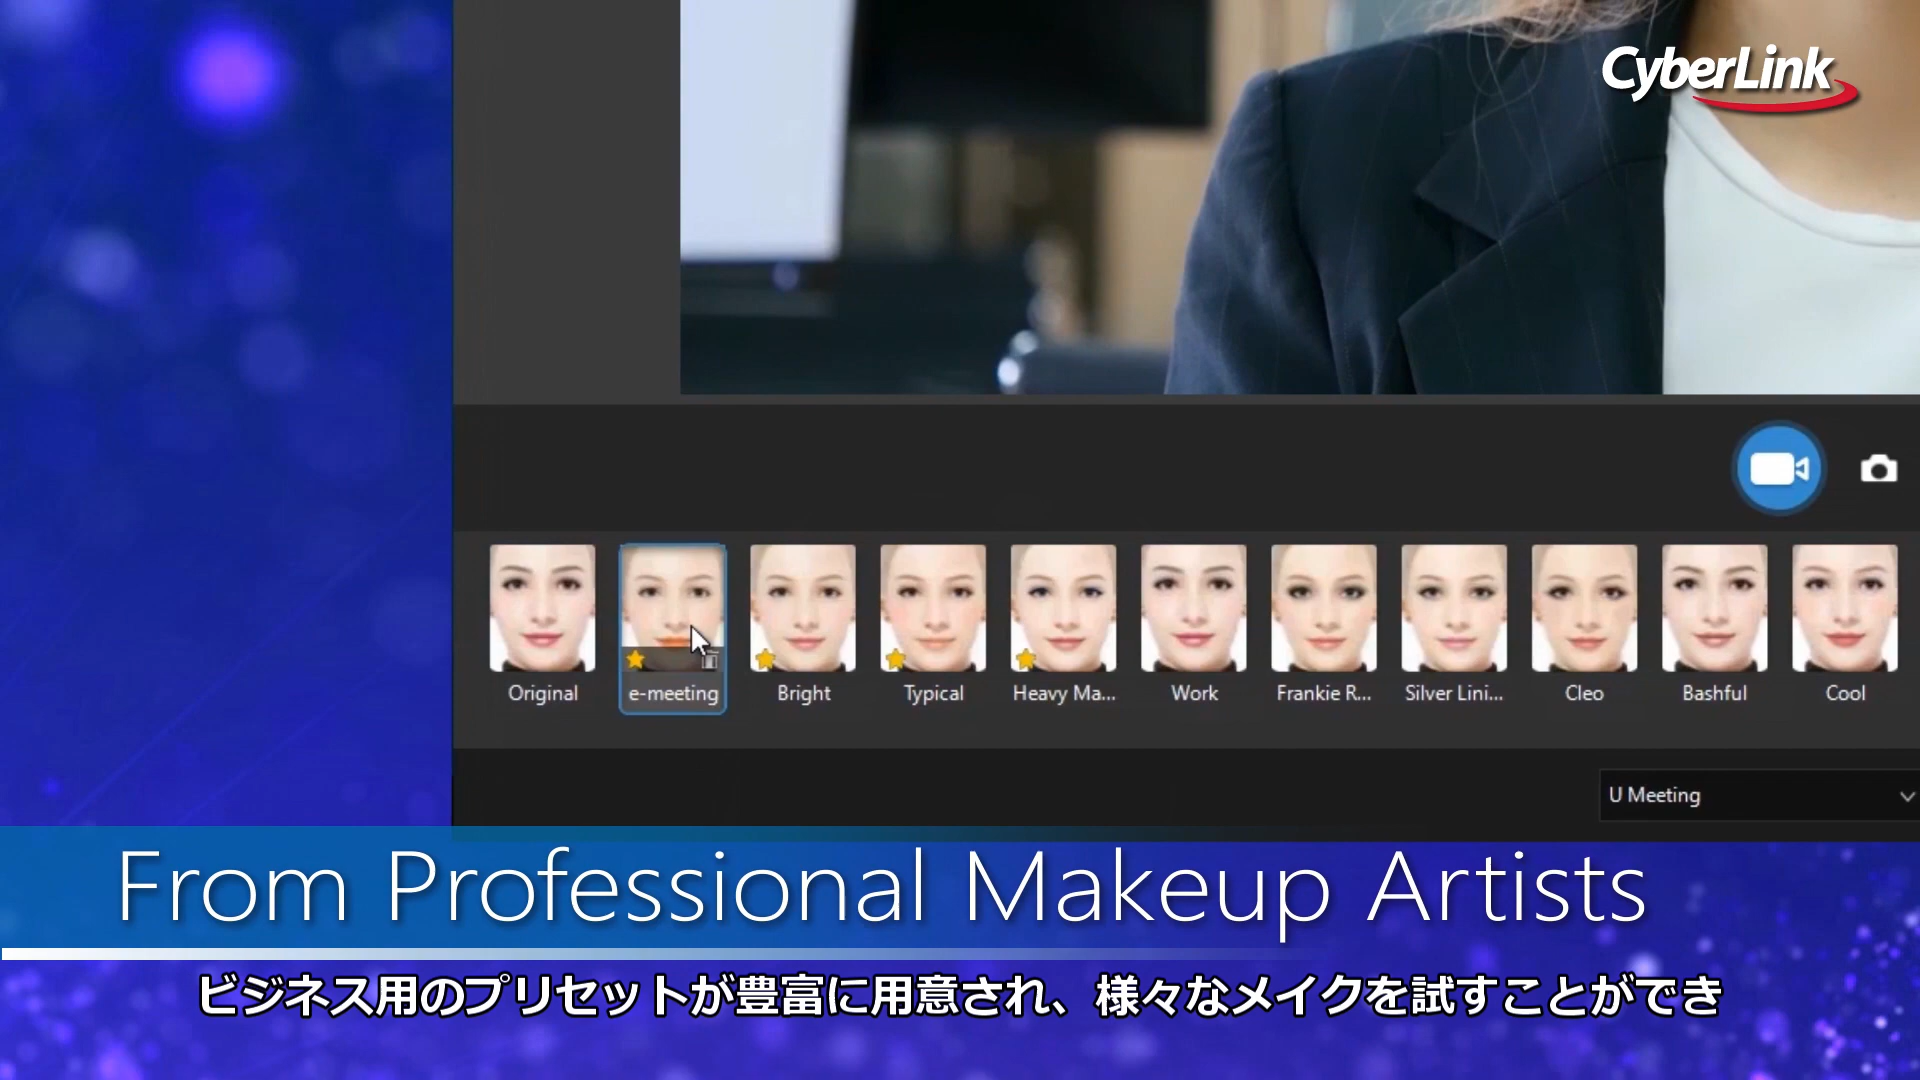 CyberLink
Original
e-meeting
Bright
Typical
Heavy Ma...
Work
Frankie R...
Silver Lini...
Cleo
Bashful
Cool
U Meeting
From Professional Makeup Artists
ビジネス用のプリセットが豊富に用意され、様々なメイクを試すことができ